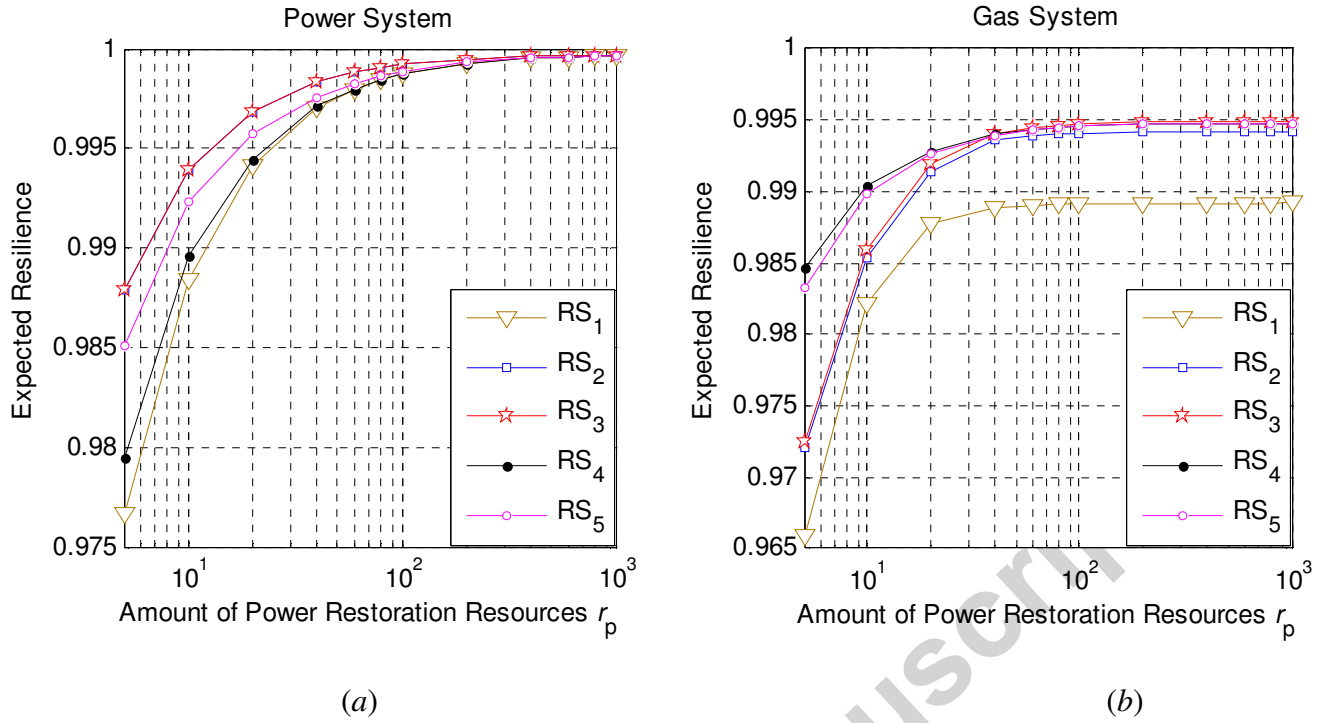 Power System
1
0.995
0.99
0.985
0.98
0.975
Expected Resilience
10^1
10^2
10^3
Amount of Power Restoration Resources r_p
RS_1
RS_2
RS_3
RS_4
RS_5
(a)
Gas System
1
0.995
0.99
0.985
0.98
0.975
0.97
0.965
Expected Resilience
10^1
10^2
10^3
Amount of Power Restoration Resources r_p
RS_1
RS_2
RS_3
RS_4
RS_5
(b)